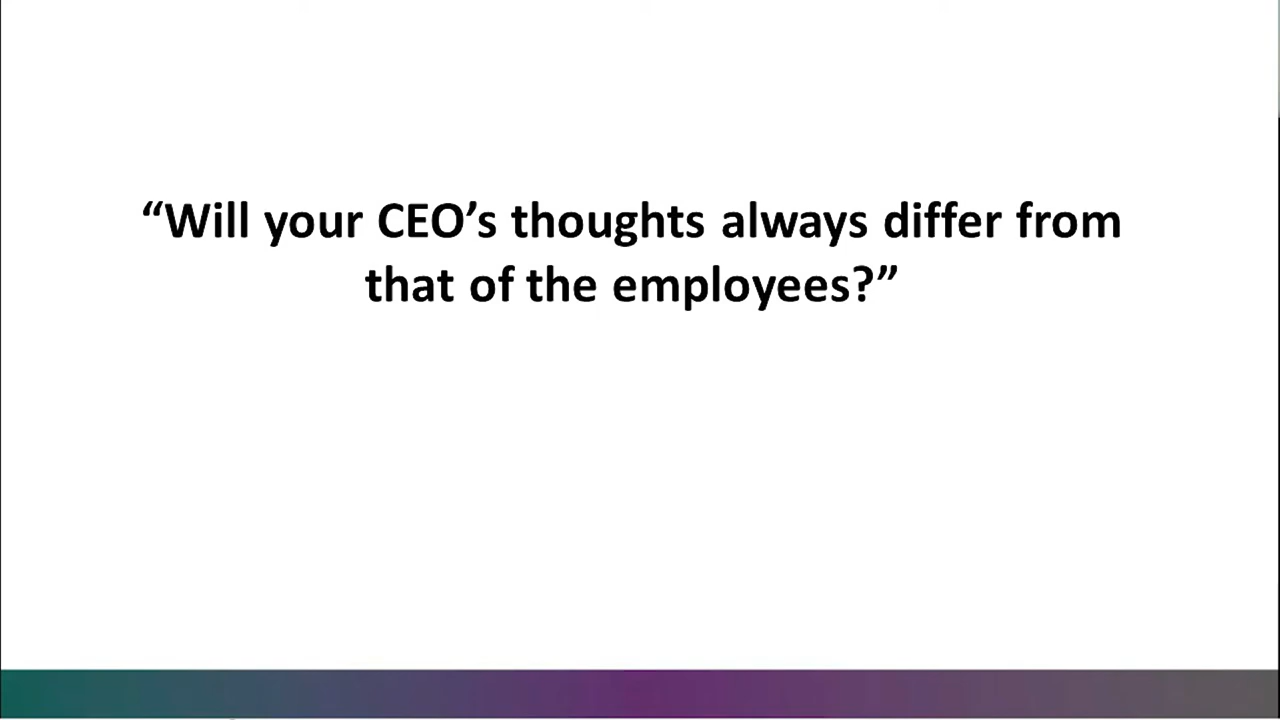 “Will your CEO’s thoughts always differ from
that of the employees?”